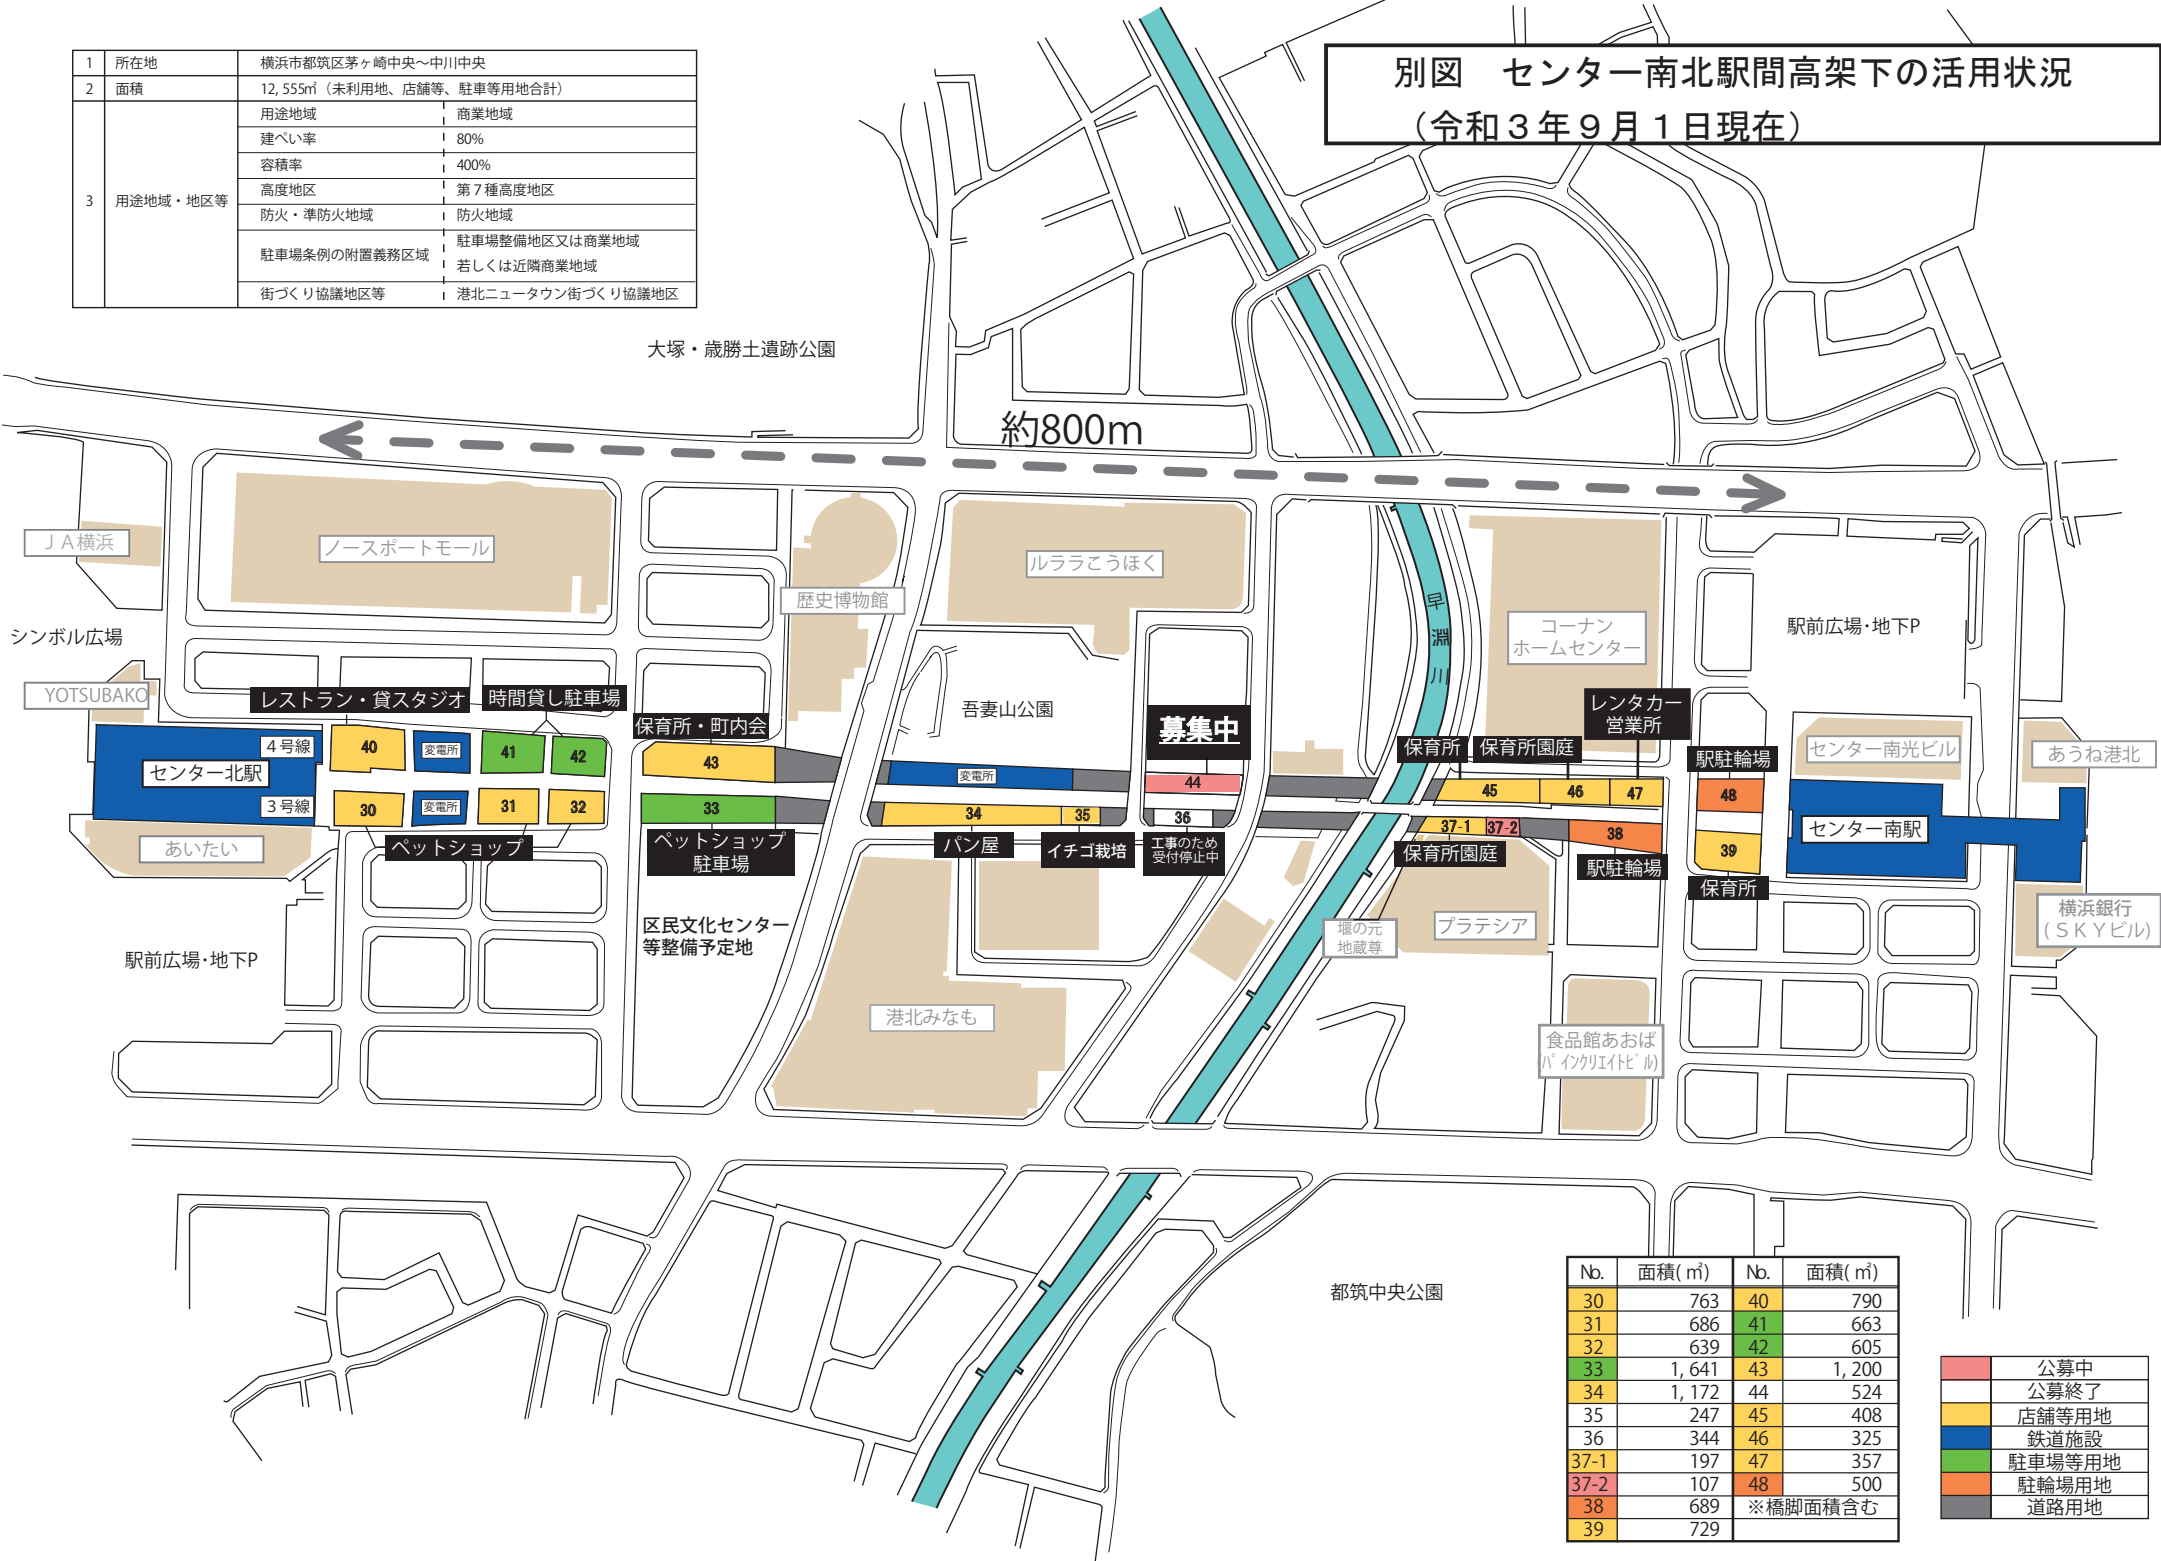 別図　センター南北駅間高架下の活用状況
（令和３年９月１日現在）
1 所在地 横浜市都筑区茅ヶ崎中央～中川中央
2 面積 12,555㎡（未利用地、店舗等、駐車等用地合計）
3 用途地域・地区等
用途地域 商業地域
建ぺい率 80%
容積率 400%
高度地区 第７種高度地区
防火・準防火地域 防火地域
駐車場条例の附置義務区域 駐車場整備地区又は商業地域
若しくは近隣商業地域
街づくり協議地区等 港北ニュータウン街づくり協議地区
大塚・歳勝土遺跡公園
約800m
ＪＡ横浜
ノースポートモール
歴史博物館
ルララこうほく
早
淵
川
コーナン
ホームセンター
駅前広場･地下P
シンボル広場
YOTSUBAKO
レストラン・貸スタジオ
時間貸し駐車場
保育所・町内会
吾妻山公園
募集中
保育所
保育所園庭
レンタカー
営業所
駅駐輪場
センター南光ビル
あうね港北
４号線
センター北駅
３号線
40
変電所
41
42
43
変電所
44
45
46
47
48
30
変電所
31
32
33
34
35
36
37-1
37-2
38
39
センター南駅
あいたい
ペットショップ
ペットショップ
駐車場
パン屋
イチゴ栽培
工事のため
受付停止中
保育所園庭
駅駐輪場
保育所
区民文化センター
等整備予定地
駅前広場･地下P
堰の元
地蔵尊
プラテシア
横浜銀行
(ＳＫＹビル)
港北みなも
食品館あおば
(ﾊﾟｲﾝｸﾘｴｲﾄﾋﾞﾙ)
都筑中央公園
No. 面積(㎡) No. 面積(㎡)
30 763 40 790
31 686 41 663
32 639 42 605
33 1,641 43 1,200
34 1,172 44 524
35 247 45 408
36 344 46 325
37-1 197 47 357
37-2 107 48 500
38 689 ※橋脚面積含む
39 729
公募中
公募終了
店舗等用地
鉄道施設
駐車場等用地
駐輪場用地
道路用地